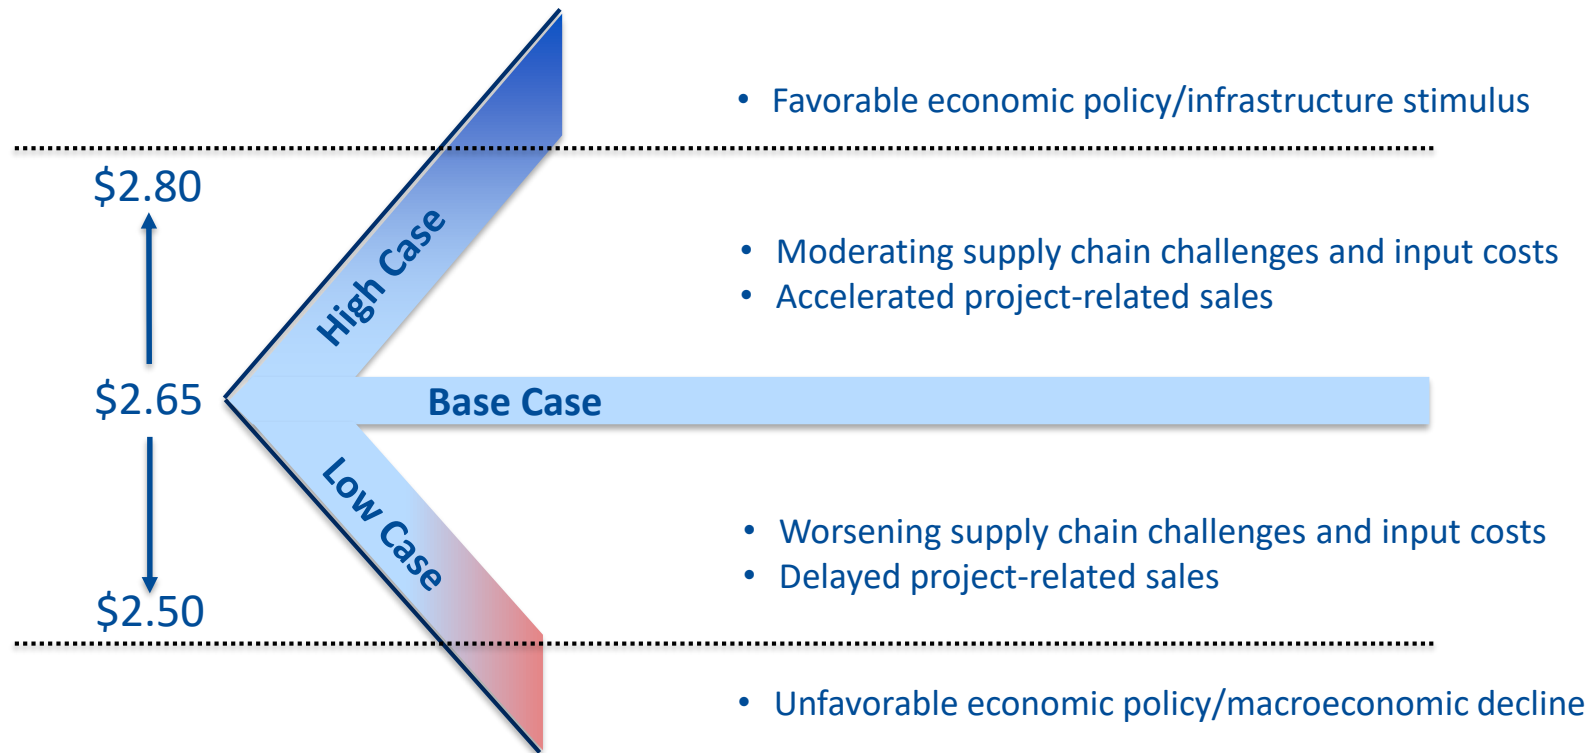 • Favorable economic policy/infrastructure stimulus
$2.80
High Case
• Moderating supply chain challenges and input costs
• Accelerated project-related sales
$2.65
Base Case
Low Case
• Worsening supply chain challenges and input costs
• Delayed project-related sales
$2.50
• Unfavorable economic policy/macroeconomic decline